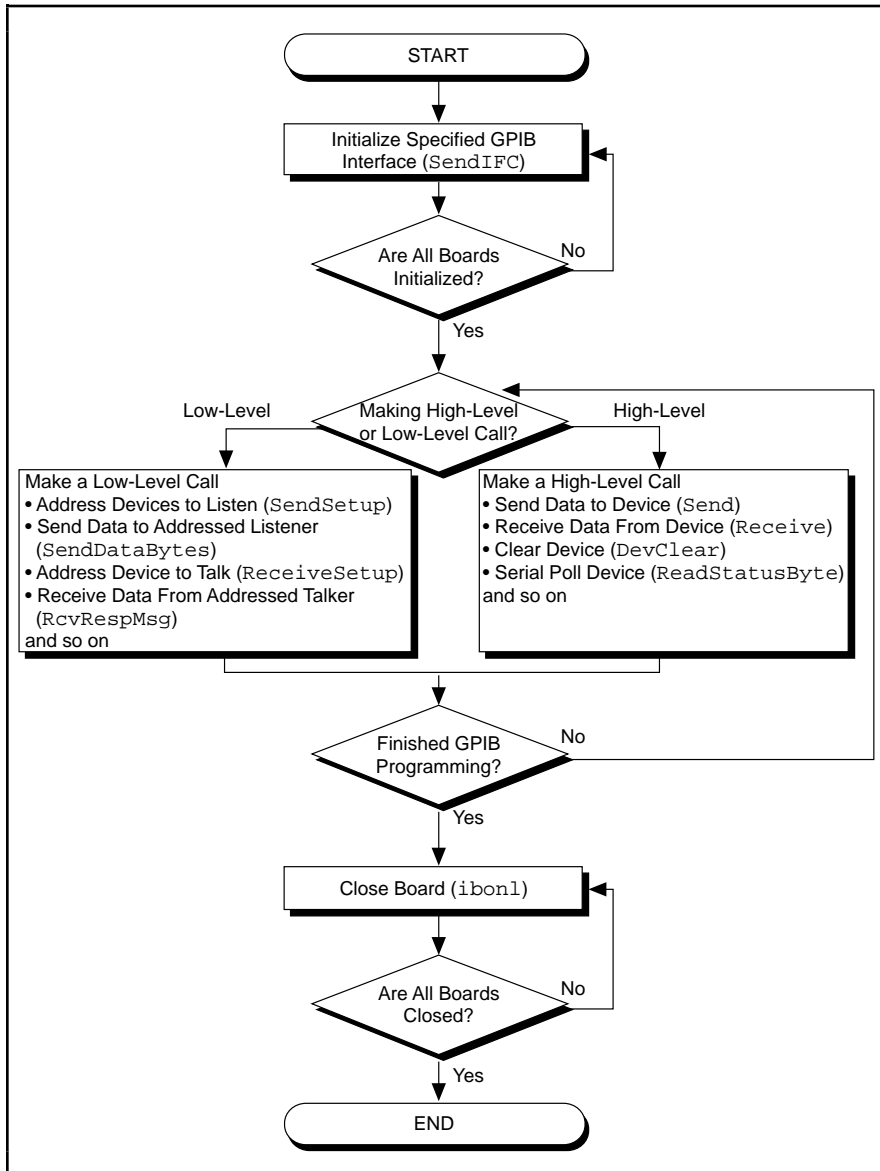 START
Initialize Specified GPIB
Interface (SendIFC)
Are All Boards
Initialized?
No
Yes
Making High-Level
or Low-Level Call?
Low-Level
High-Level
Make a Low-Level Call
• Address Devices to Listen (SendSetup)
• Send Data to Addressed Listener
(SendDataBytes)
• Address Device to Talk (ReceiveSetup)
• Receive Data From Addressed Talker
(RcvRespMsg)
and so on
Make a High-Level Call
• Send Data to Device (Send)
• Receive Data From Device (Receive)
• Clear Device (DevClear)
• Serial Poll Device (ReadStatusByte)
and so on
Finished GPIB
Programming?
No
Yes
Close Board (ibonl)
Are All Boards
Closed?
No
Yes
END